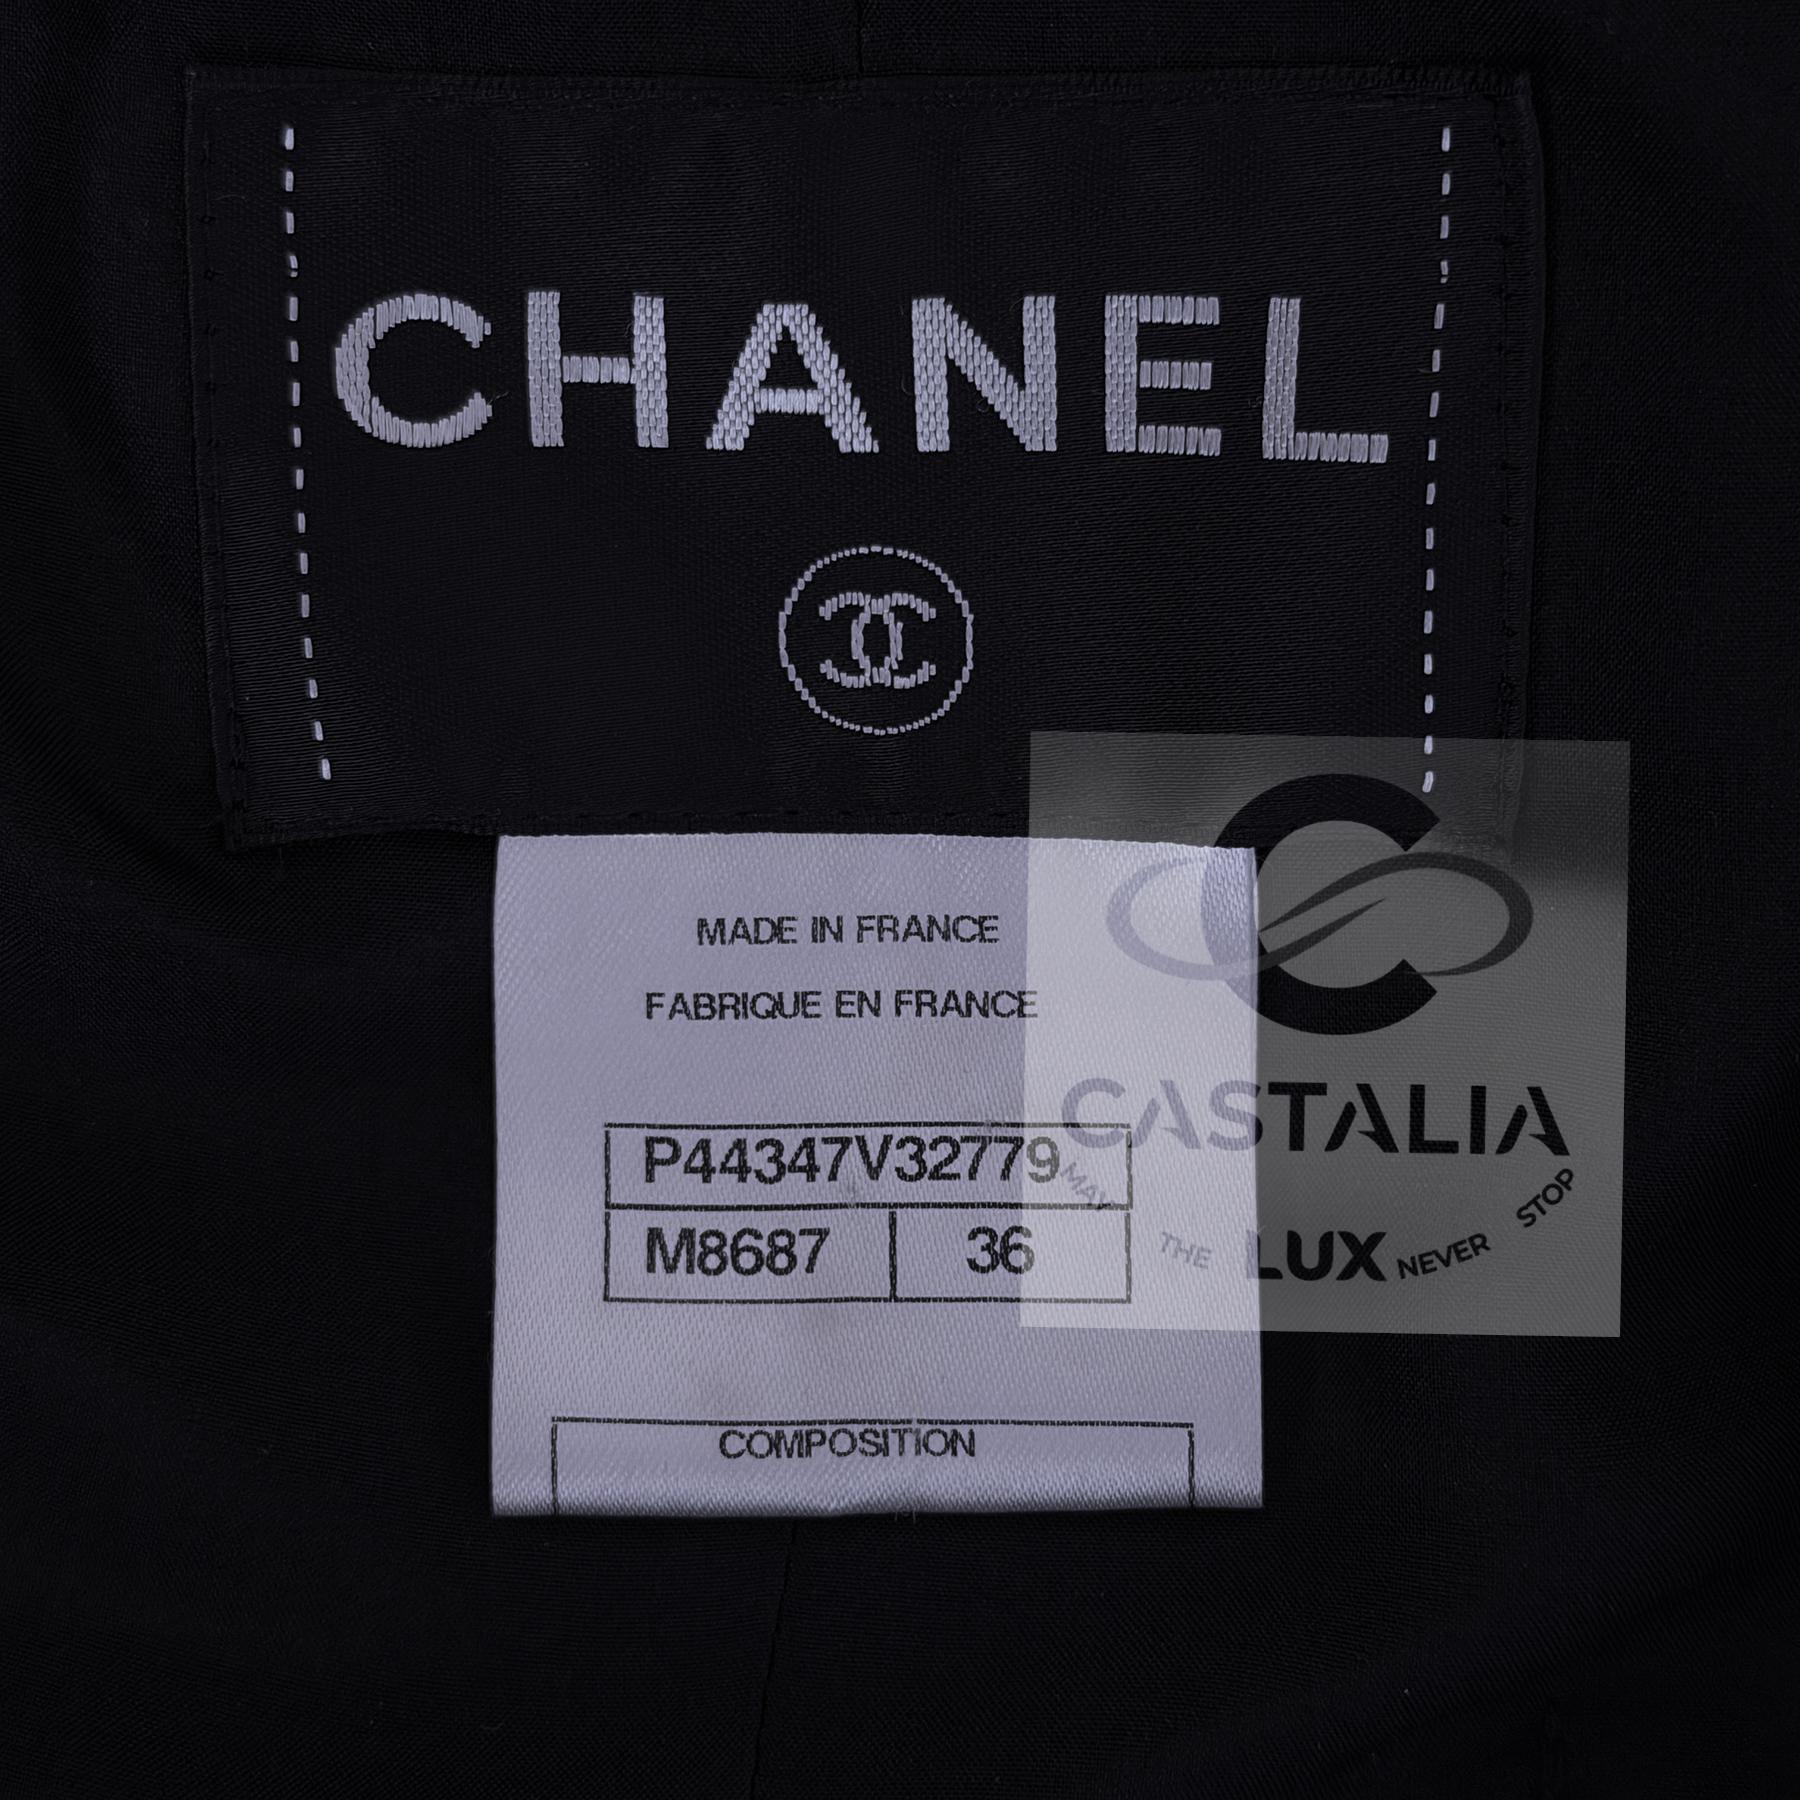 CHANEL
MADE IN FRANCE
FABRIQUE EN FRANCE
P44347V32779
M8687 36
COMPOSITION
CASTALIA
MAY THE LUX NEVER STOP